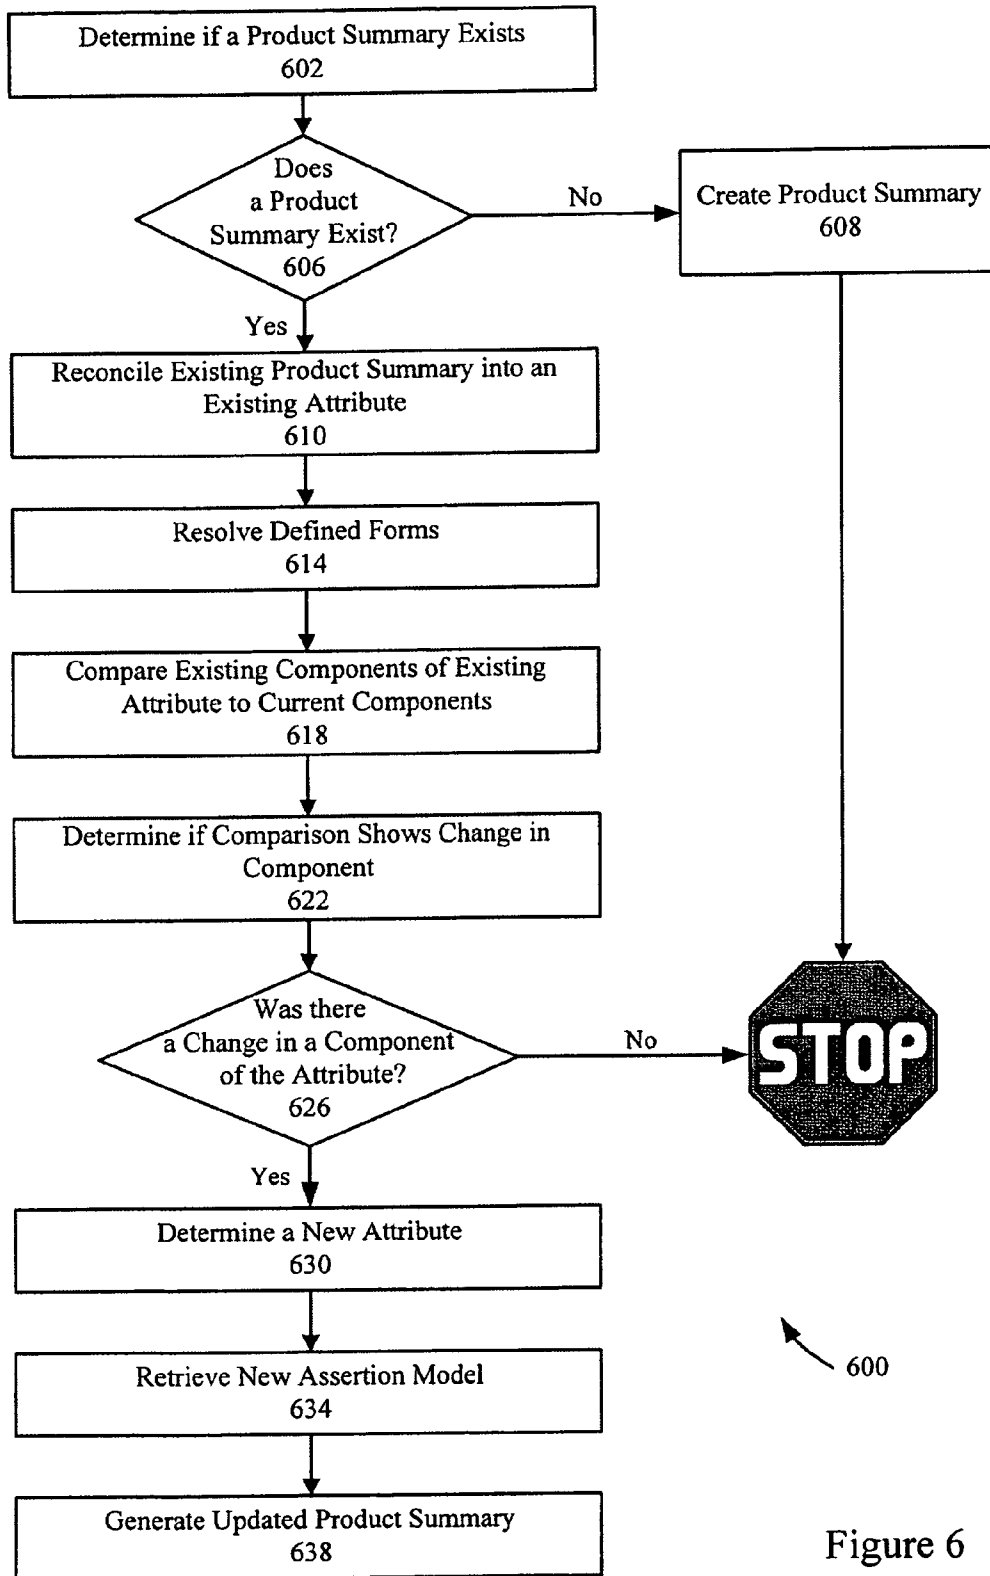 Determine if a Product Summary Exists
602
Does
a Product
Summary Exist?
606
No
Create Product Summary
608
Yes
Reconcile Existing Product Summary into an
Existing Attribute
610
Resolve Defined Forms
614
Compare Existing Components of Existing
Attribute to Current Components
618
Determine if Comparison Shows Change in
Component
622
Was there
a Change in a Component
of the Attribute?
626
No
STOP
Yes
Determine a New Attribute
630
Retrieve New Assertion Model
634
600
Generate Updated Product Summary
638
Figure 6